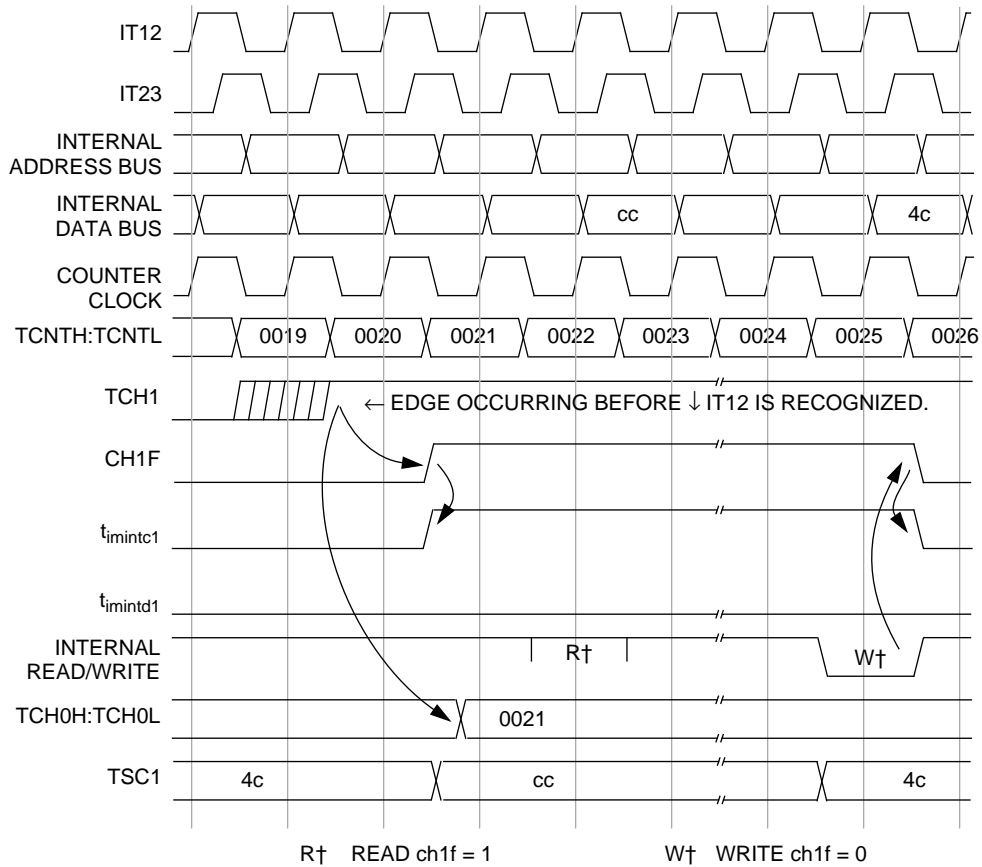 IT12
IT23
INTERNAL
ADDRESS BUS
INTERNAL
DATA BUS
cc
4c
COUNTER
CLOCK
TCNTH:TCNTL
0019
0020
0021
0022
0023
0024
0025
0026
TCH1
← EDGE OCCURRING BEFORE ↓ IT12 IS RECOGNIZED.
CH1F
timintc1
timintd1
INTERNAL
READ/WRITE
R†
W†
TCH0H:TCH0L
0021
TSC1
4c
cc
4c
R† READ ch1f = 1
W† WRITE ch1f = 0